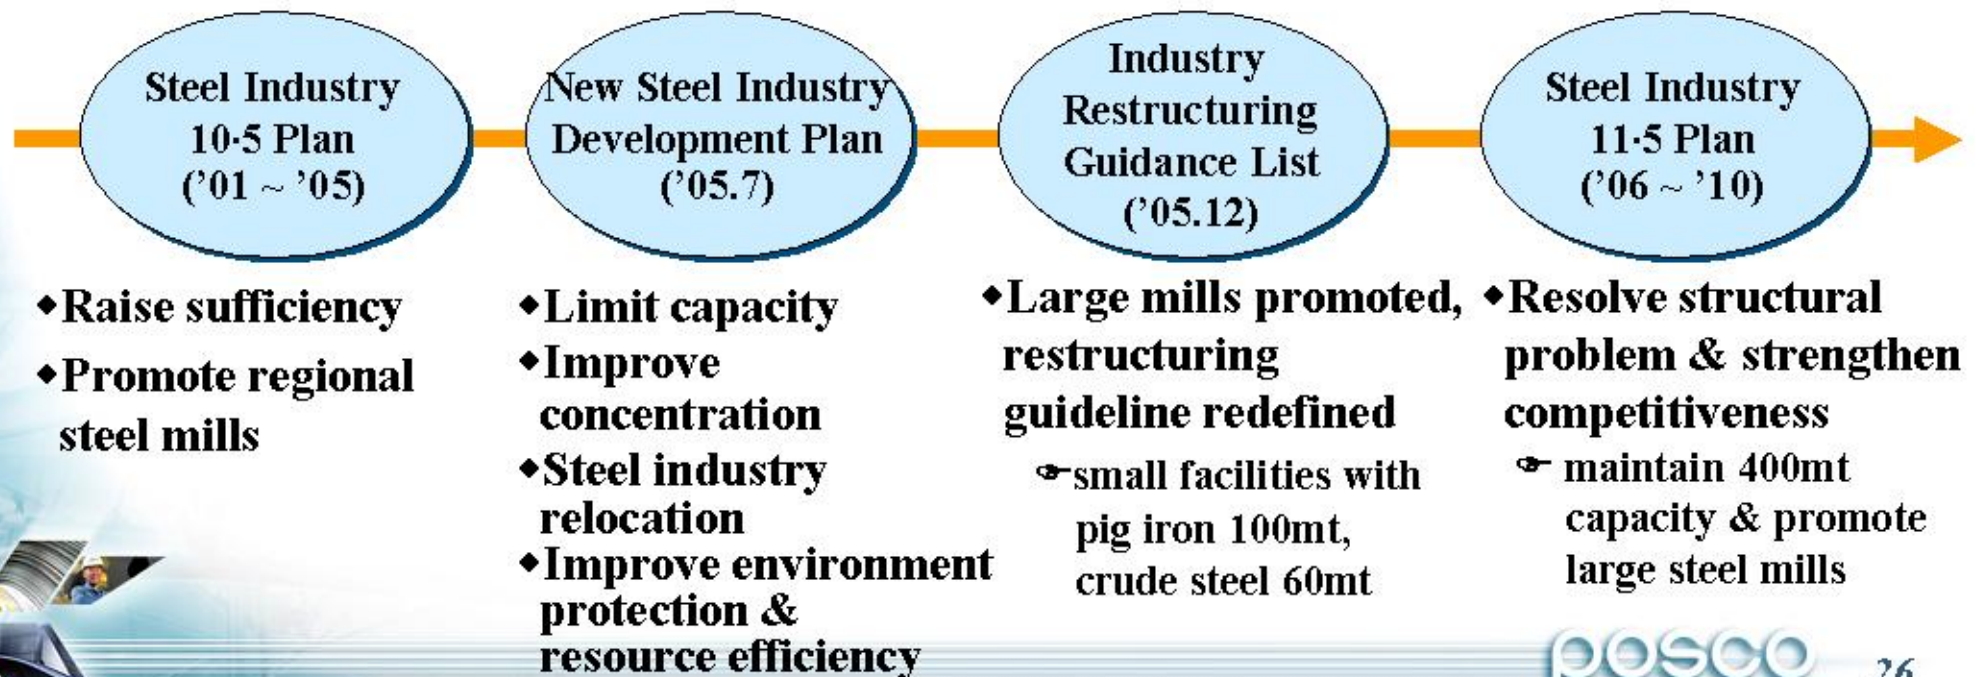 Steel Industry
10·5 Plan
(’01 ~ ’05)
New Steel Industry
Development Plan
(’05.7)
Industry
Restructuring
Guidance List
(’05.12)
Steel Industry
11·5 Plan
(’06 ~ ’10)
◆Raise sufficiency
◆Promote regional
steel mills
◆Limit capacity
◆Improve
concentration
◆Steel industry
relocation
◆Improve environment
protection &
resource efficiency
◆Large mills promoted,
restructuring
guideline redefined
☞small facilities with
pig iron 100mt,
crude steel 60mt
◆Resolve structural
problem & strengthen
competitiveness
☞ maintain 400mt
capacity & promote
large steel mills
posco
26